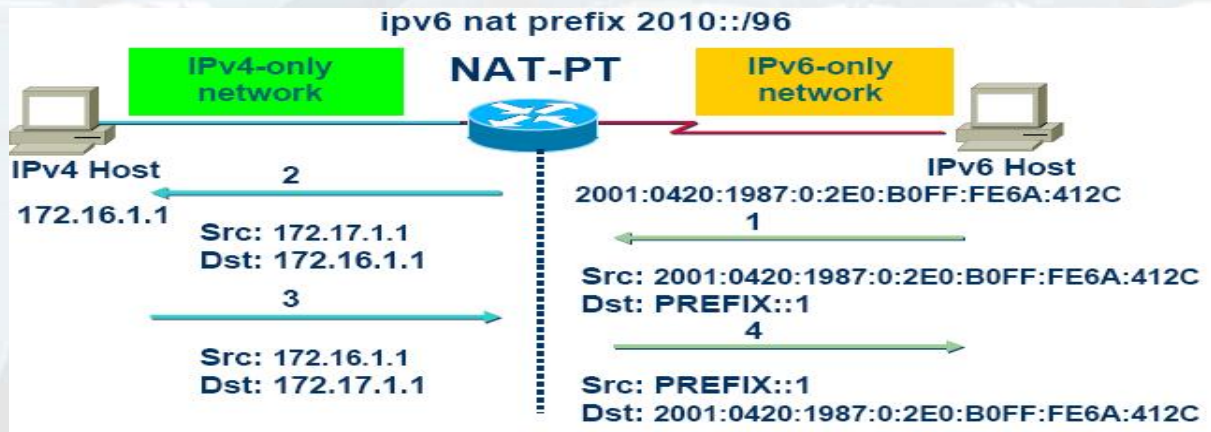 ipv6 nat prefix 2010::/96
IPv4-only
network
NAT-PT
IPv6-only
network
IPv4 Host
172.16.1.1
IPv6 Host
2001:0420:1987:0:2E0:B0FF:FE6A:412C
1
Src: 2001:0420:1987:0:2E0:B0FF:FE6A:412C
Dst: PREFIX::1
2
Src: 172.17.1.1
Dst: 172.16.1.1
3
Src: 172.16.1.1
Dst: 172.17.1.1
4
Src: PREFIX::1
Dst: 2001:0420:1987:0:2E0:B0FF:FE6A:412C